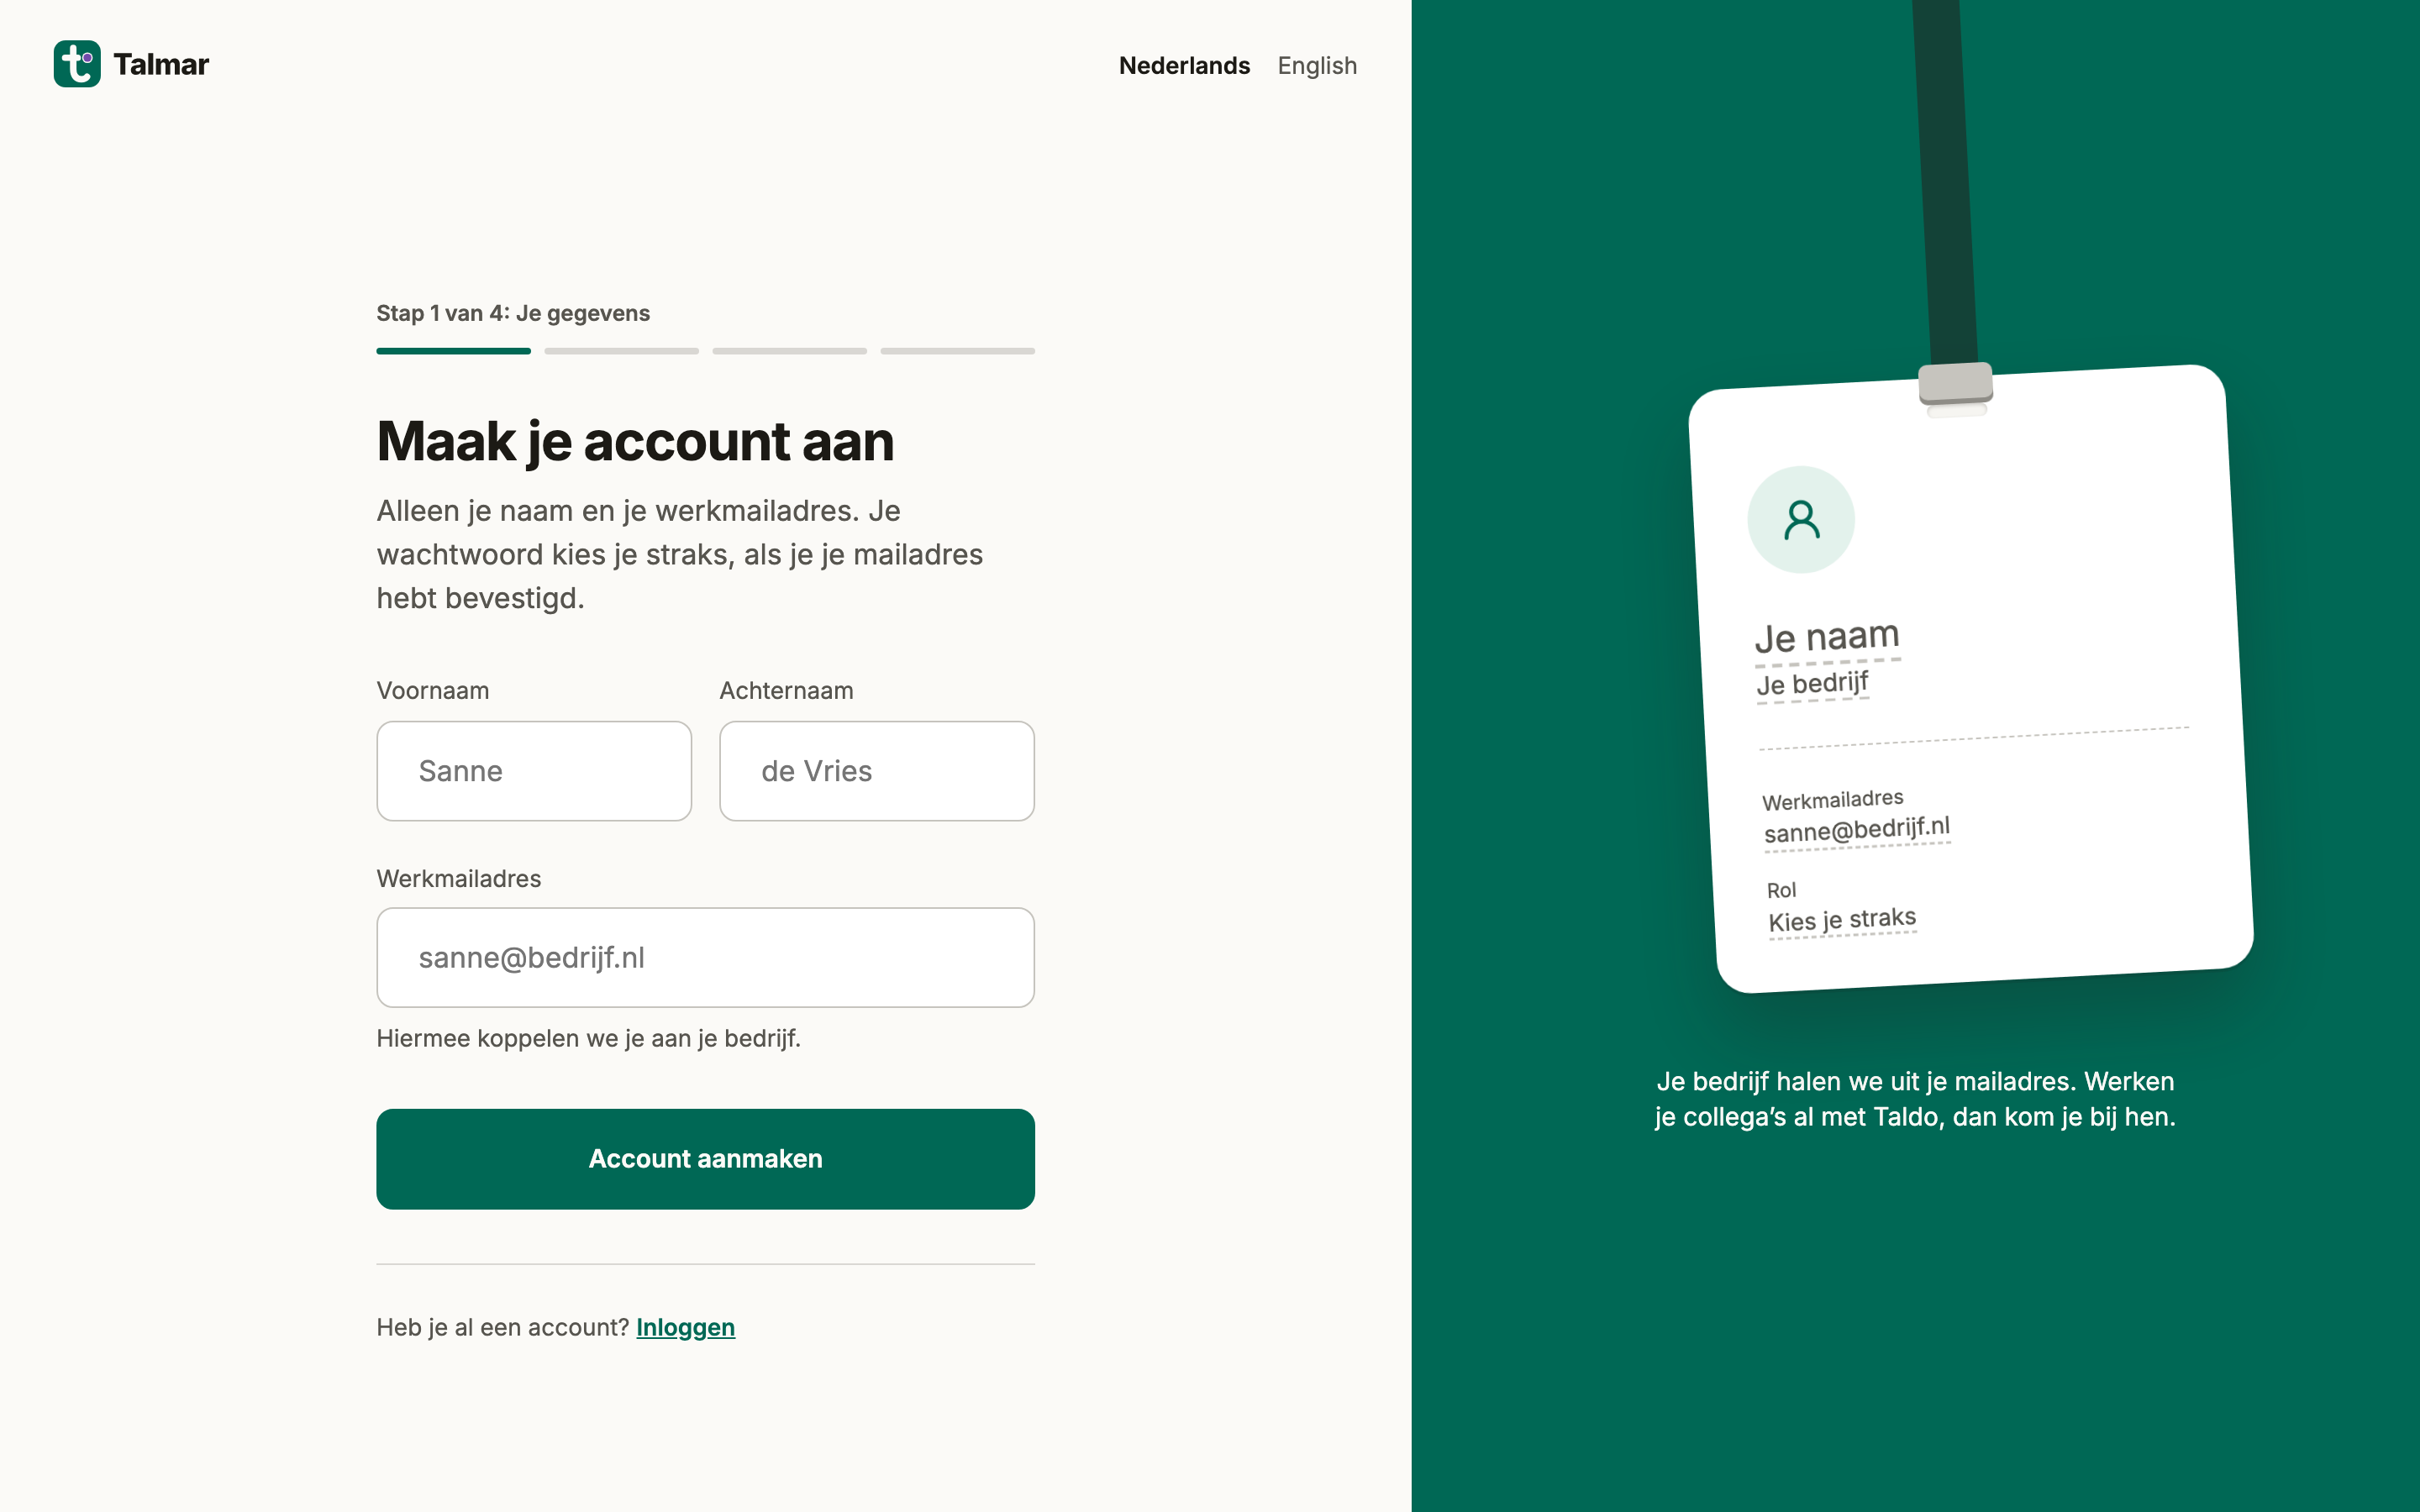 Talmar
Nederlands English
Stap 1 van 4: Je gegevens
Maak je account aan
Alleen je naam en je werkmailadres. Je
wachtwoord kies je straks, als je je mailadres
hebt bevestigd.
Voornaam
Achternaam
Sanne
de Vries
Werkmailadres
sanne@bedrijf.nl
Hiermee koppelen we je aan je bedrijf.
Account aanmaken
Heb je al een account? Inloggen
Je naam
Je bedrijf
Werkmailadres
sanne@bedrijf.nl
Rol
Kies je straks
Je bedrijf halen we uit je mailadres. Werken
je collega’s al met Taldo, dan kom je bij hen.